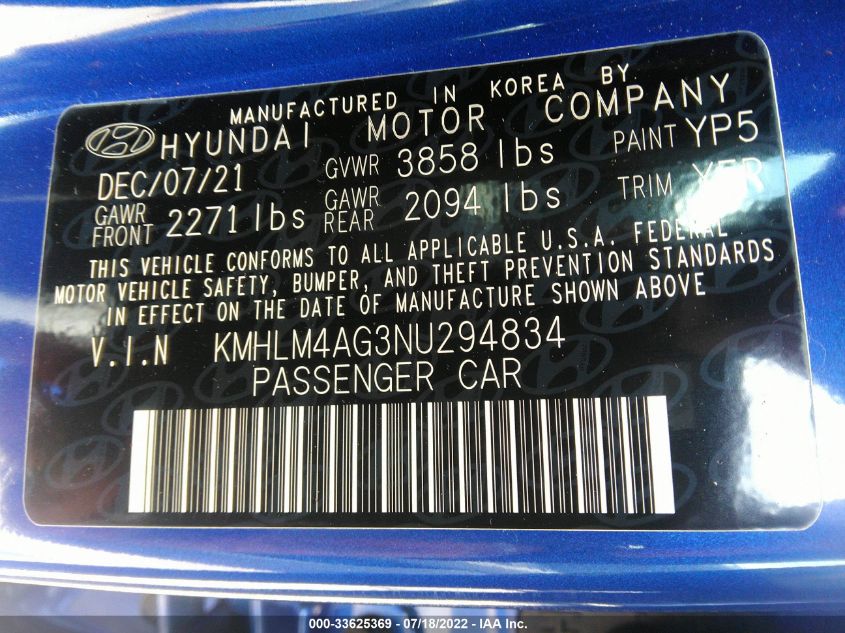 MANUFACTURED IN KOREA BY
HYUNDAI MOTOR COMPANY
DEC/07/21 GVWR 3858 lbs PAINT YP5
GAWR FRONT 2271 lbs GAWR REAR 2094 lbs TRIM
THIS VEHICLE CONFORMS TO ALL APPLICABLE U.S.A. FEDERAL
MOTOR VEHICLE SAFETY, BUMPER, AND THEFT PREVENTION STANDARDS
IN EFFECT ON THE DATE OF MANUFACTURE SHOWN ABOVE
V.I.N KMHLM4AG3NU294834
PASSENGER CAR
000-33625369 - 07/18/2022 - IAA Inc.